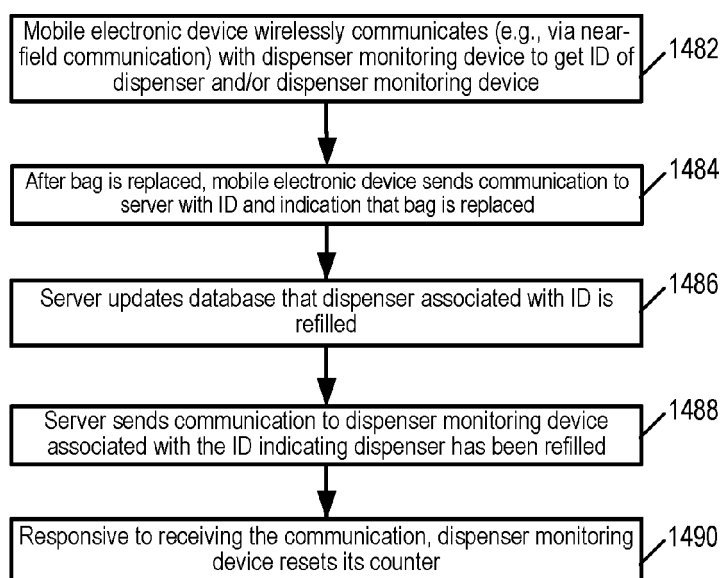 Mobile electronic device wirelessly communicates (e.g., via near-
field communication) with dispenser monitoring device to get ID of
dispenser and/or dispenser monitoring device
1482
After bag is replaced, mobile electronic device sends communication to
server with ID and indication that bag is replaced
1484
Server updates database that dispenser associated with ID is
refilled
1486
Server sends communication to dispenser monitoring device
associated with the ID indicating dispenser has been refilled
1488
Responsive to receiving the communication, dispenser monitoring
device resets its counter
1490